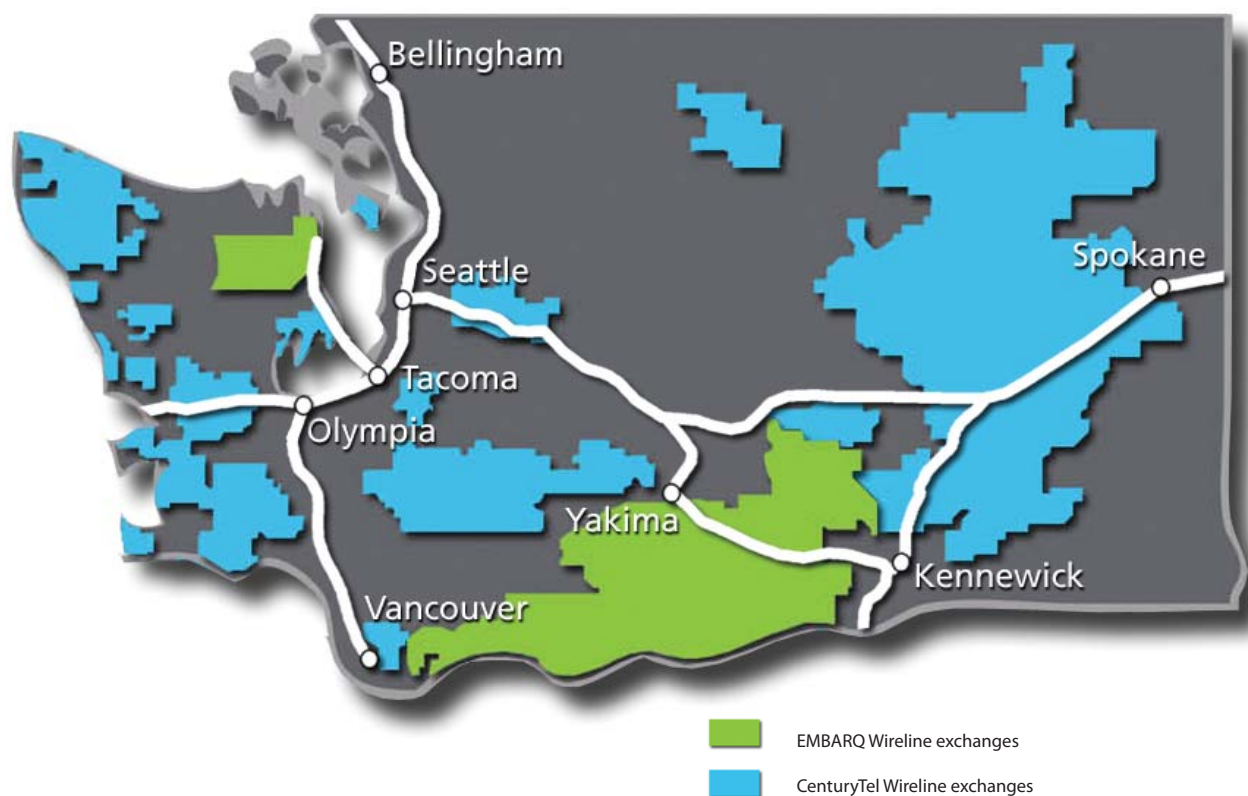 Bellingham
Seattle
Spokane
Tacoma
Olympia
Yakima
Kennewick
Vancouver
EMBARQ Wireline exchanges
CenturyTel Wireline exchanges